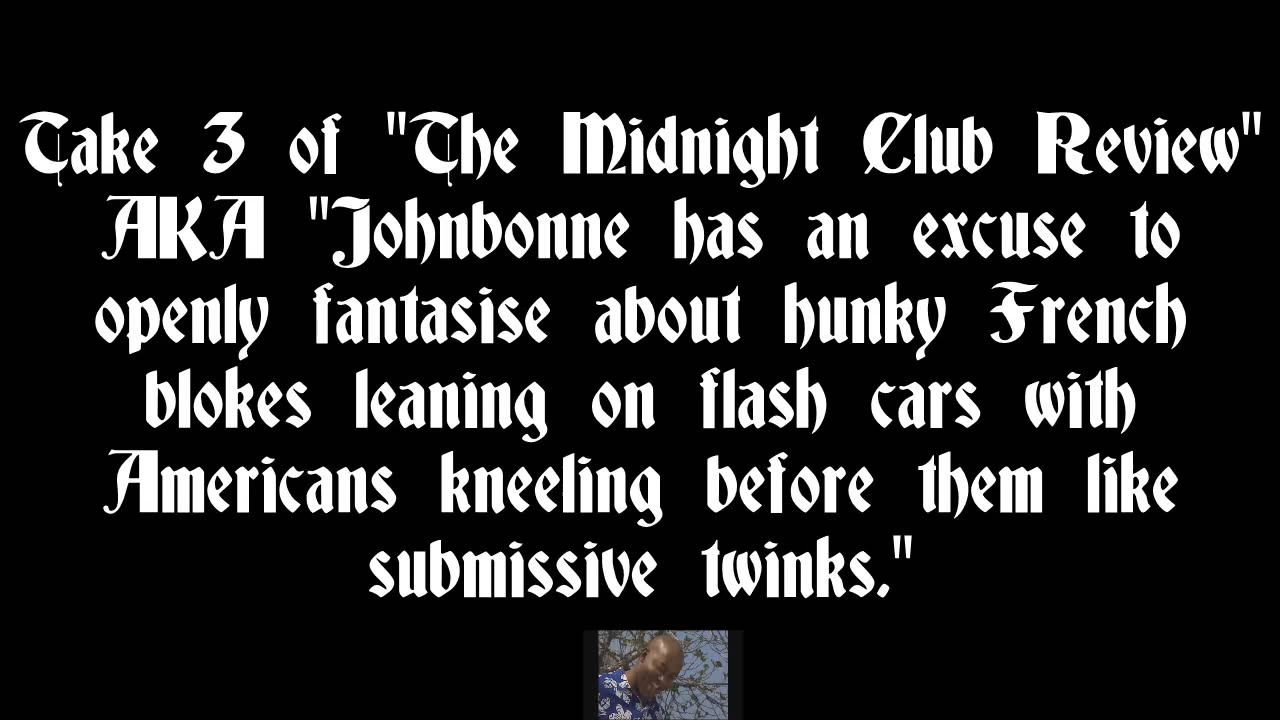 Take 3 of "The Midnight Club Review"
AKA "Johnbonne has an excuse to
openly fantasise about hunky French
blokes leaning on flash cars with
Americans kneeling before them like
submissive twinks."